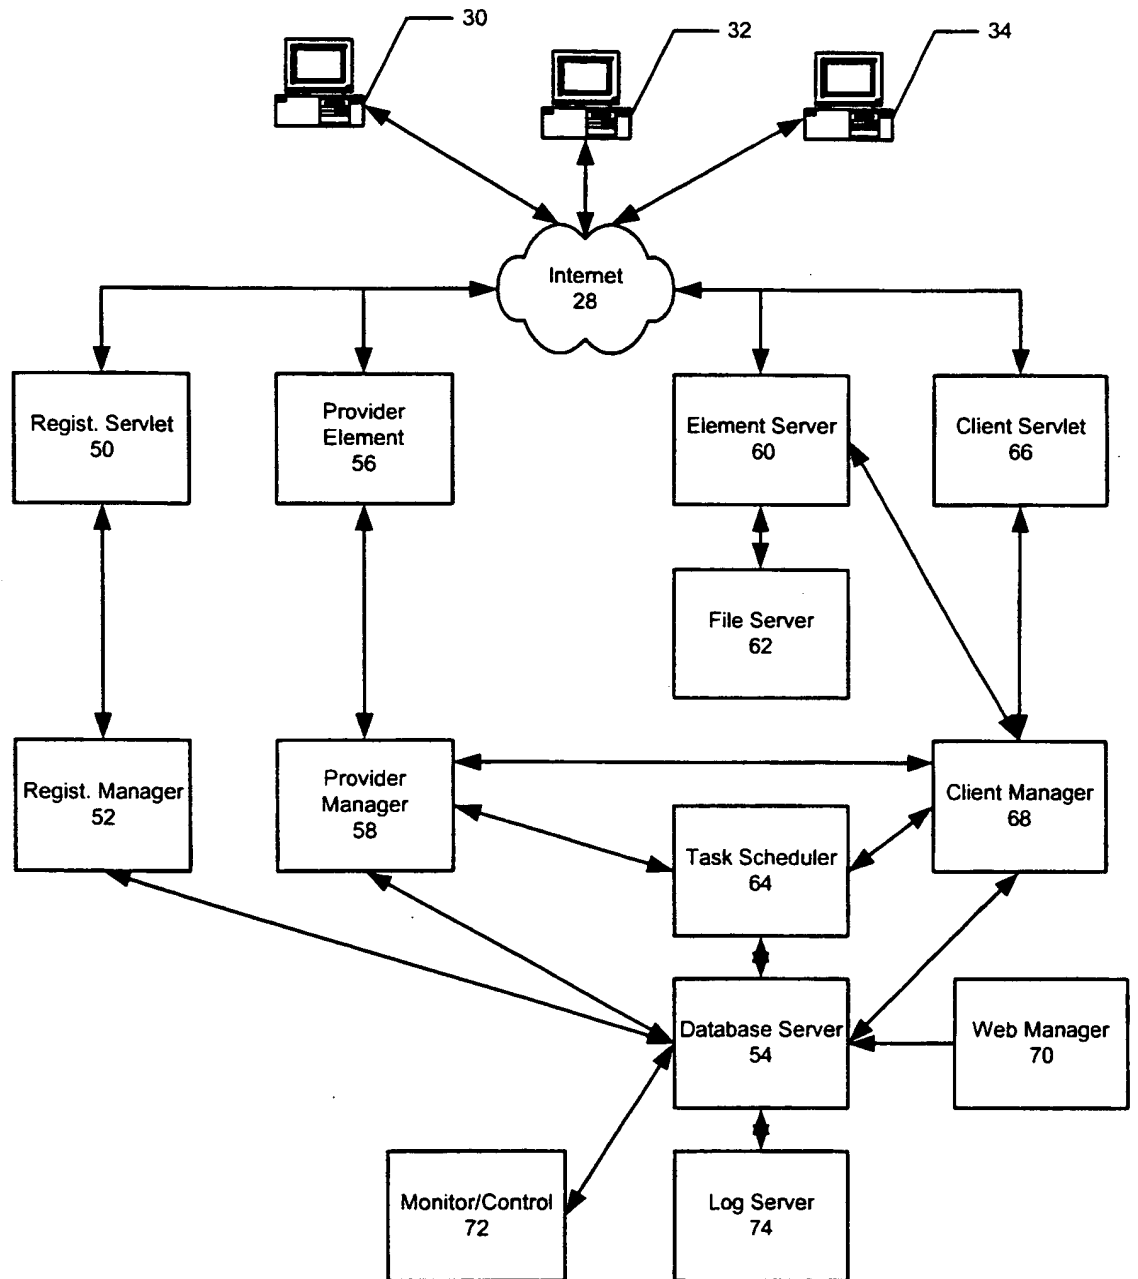 30
32
34
Internet
28
Regist. Servlet
50
Provider
Element
56
Element Server
60
Client Servlet
66
File Server
62
Regist. Manager
52
Provider
Manager
58
Client Manager
68
Task Scheduler
64
Database Server
54
Web Manager
70
Monitor/Control
72
Log Server
74